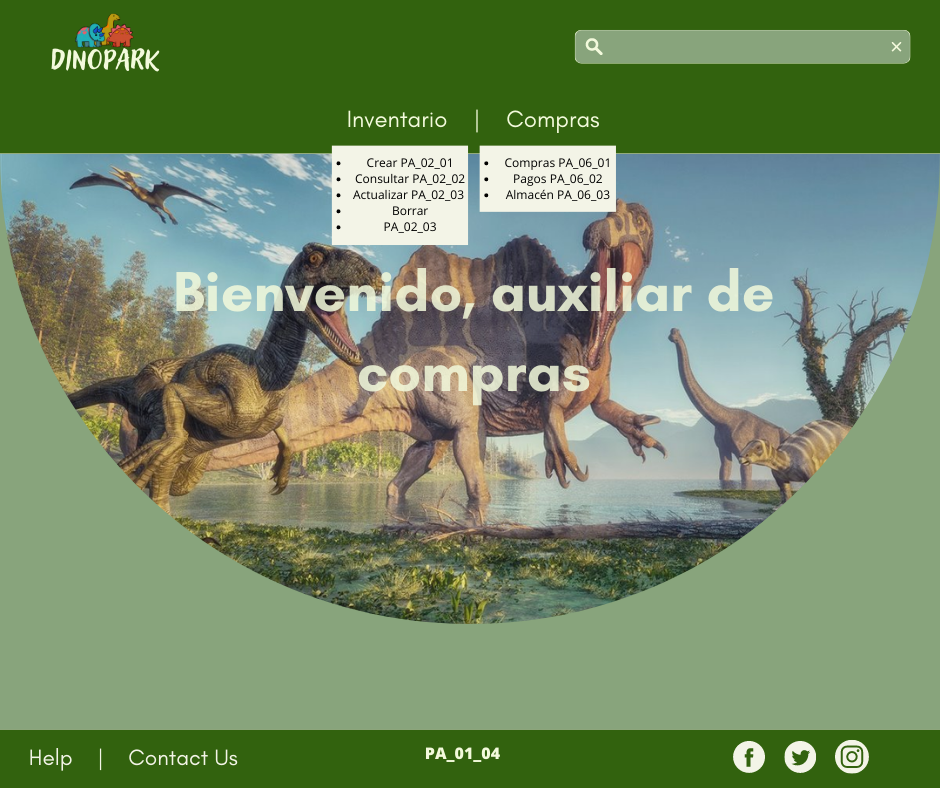 DINOPARK
Inventario | Compras
Crear PA_02_01
Consultar PA_02_02
Actualizar PA_02_03
Borrar
PA_02_03
Compras PA_06_01
Pagos PA_06_02
Almacén PA_06_03
Bienvenido, auxiliar de
compras
Help | Contact Us
PA_01_04